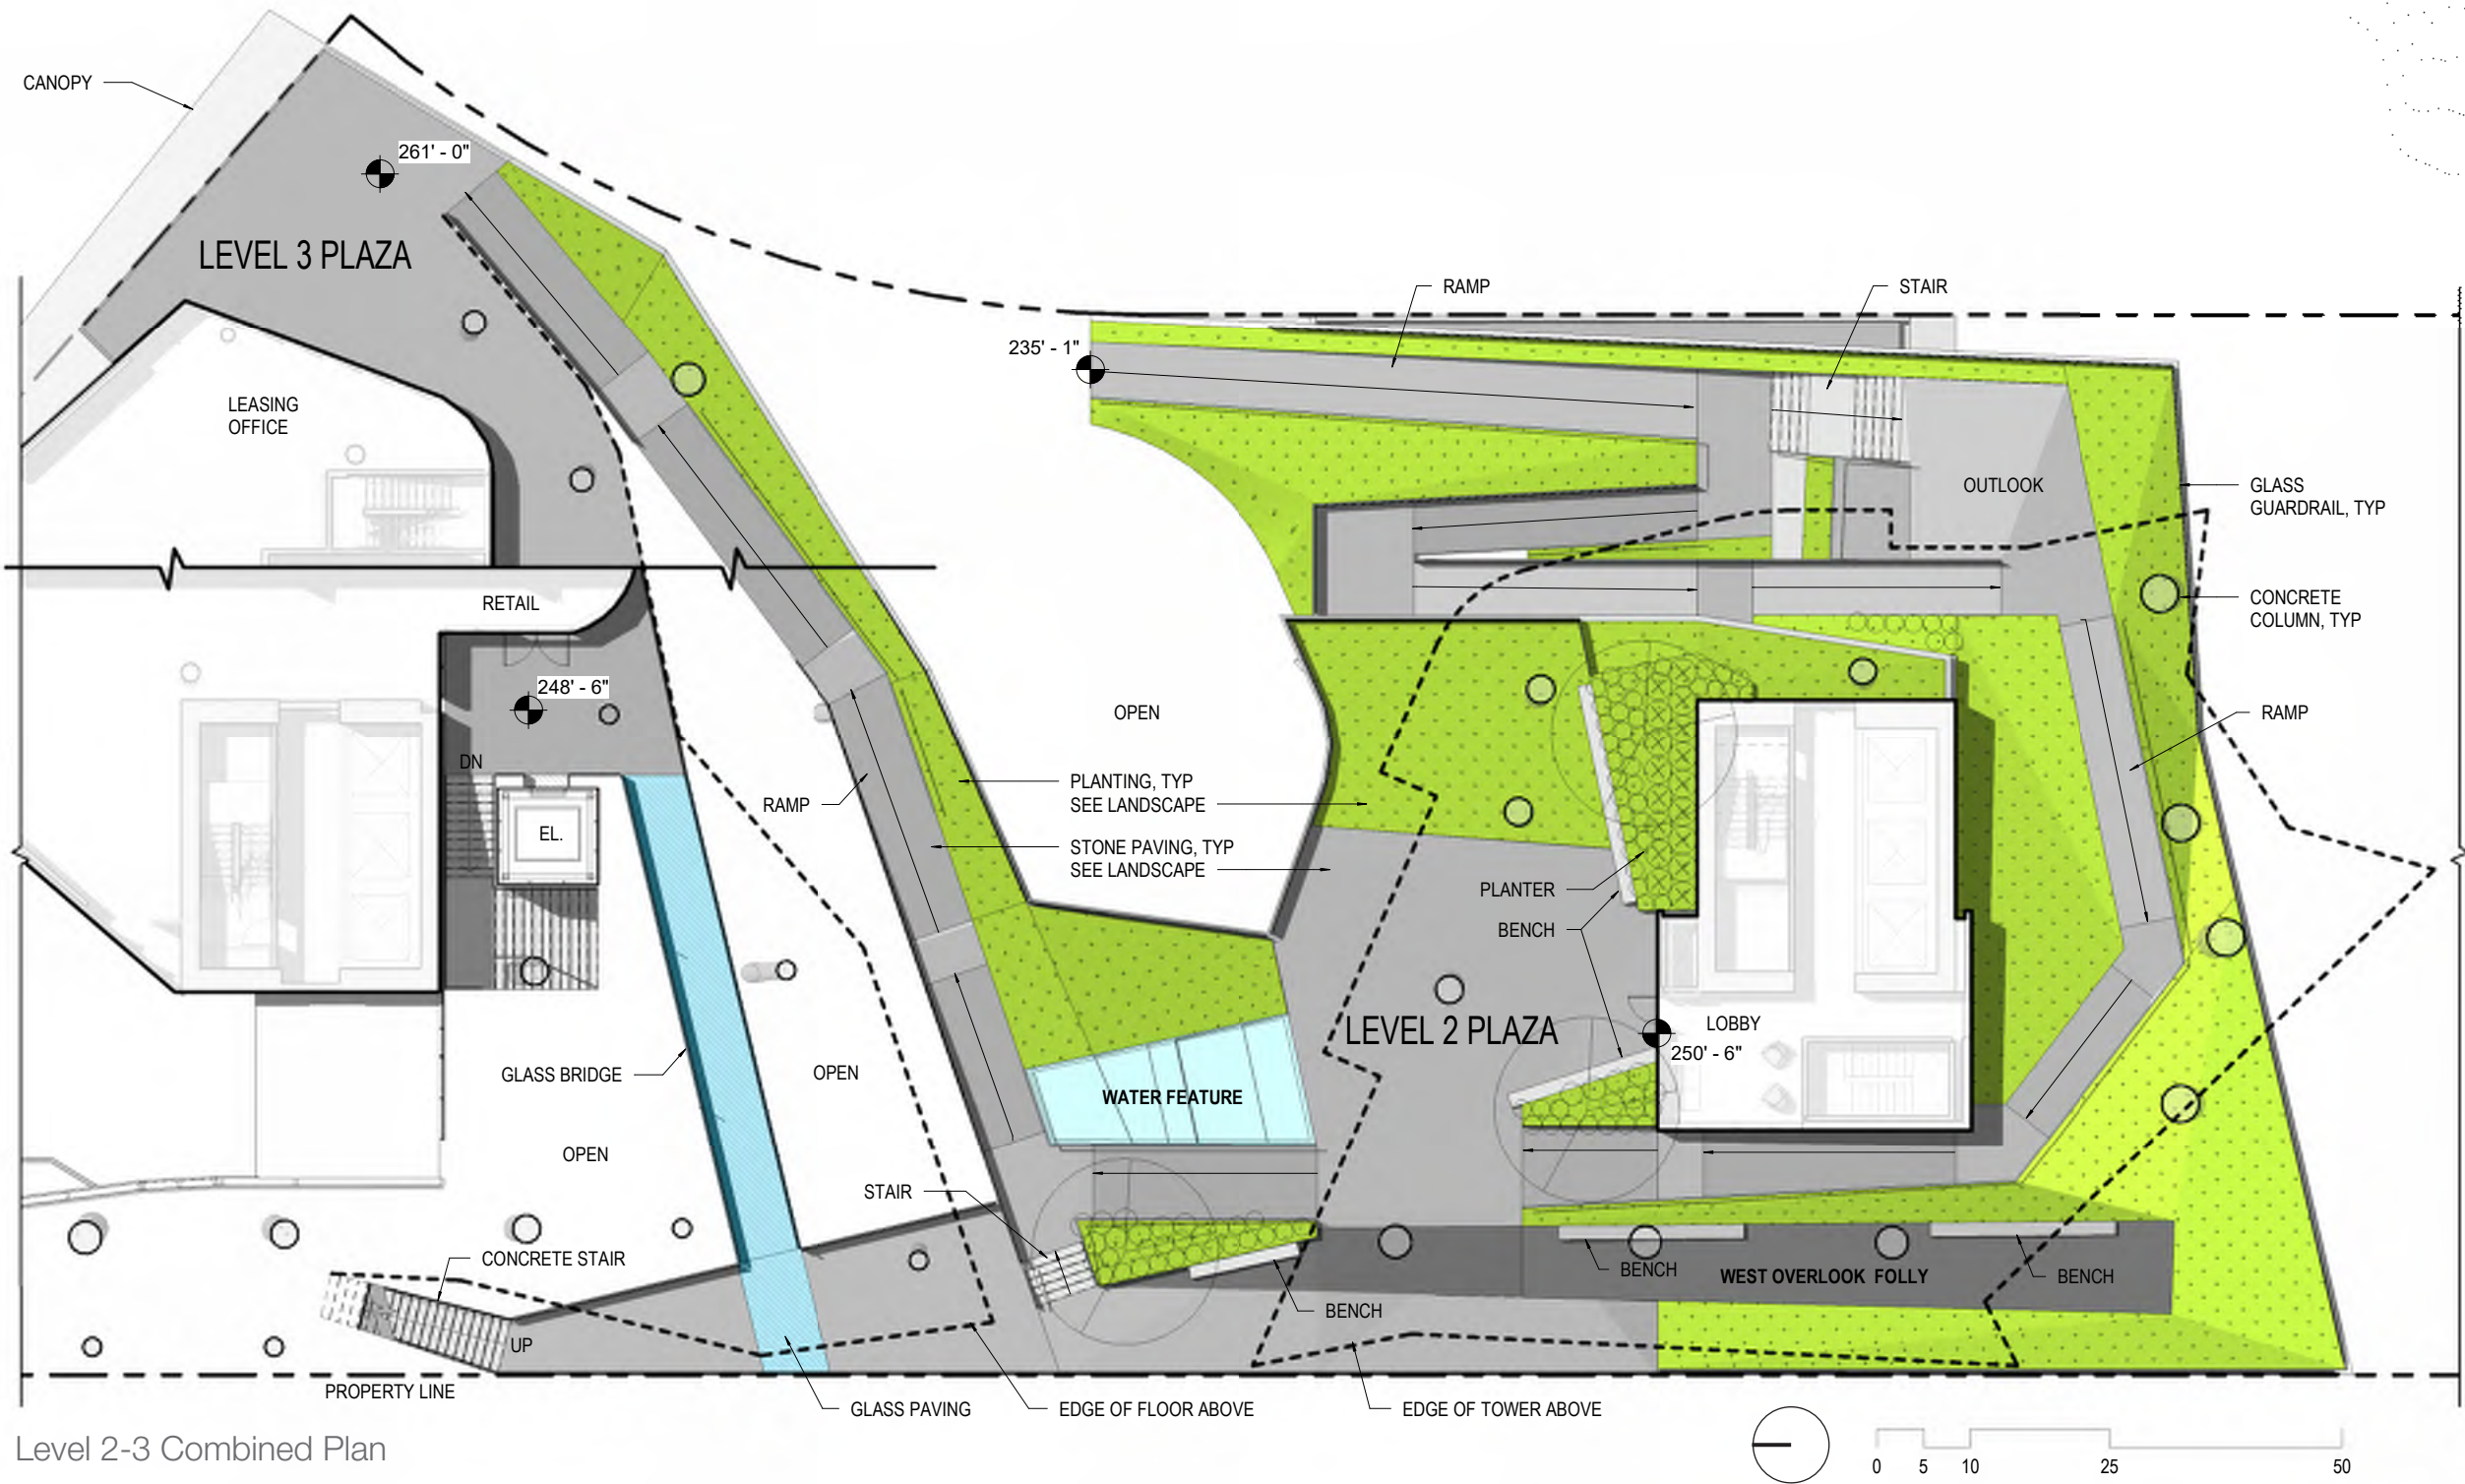 CANOPY
261' - 0"
LEVEL 3 PLAZA
RAMP
STAIR
235' - 1"
LEASING
OFFICE
OUTLOOK
GLASS
GUARDRAIL, TYP
RETAIL
CONCRETE
COLUMN, TYP
248' - 6"
OPEN
RAMP
DN
PLANTING, TYP
SEE LANDSCAPE
RAMP
EL.
STONE PAVING, TYP
SEE LANDSCAPE
PLANTER
BENCH
LEVEL 2 PLAZA
LOBBY
250' - 6"
GLASS BRIDGE
OPEN
WATER FEATURE
OPEN
STAIR
CONCRETE STAIR
BENCH
WEST OVERLOOK FOLLY
BENCH
BENCH
UP
PROPERTY LINE
GLASS PAVING
EDGE OF FLOOR ABOVE
EDGE OF TOWER ABOVE
Level 2-3 Combined Plan
0 5 10 25 50